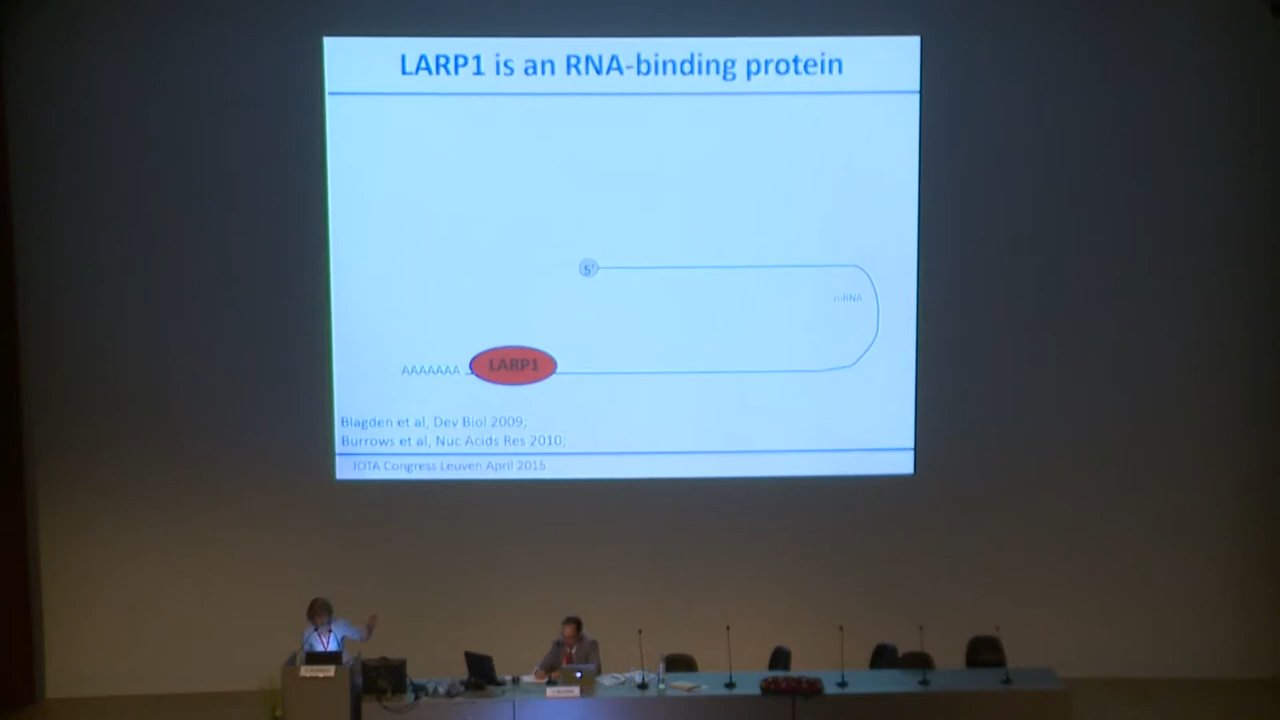 LARP1 is an RNA-binding protein
5'
mRNA
AAAAAAA
LARP1
Blagden et al, Dev Biol 2009;
Burrows et al, Nuc Acids Res 2010;
IOTA Congress Leuven April 2015